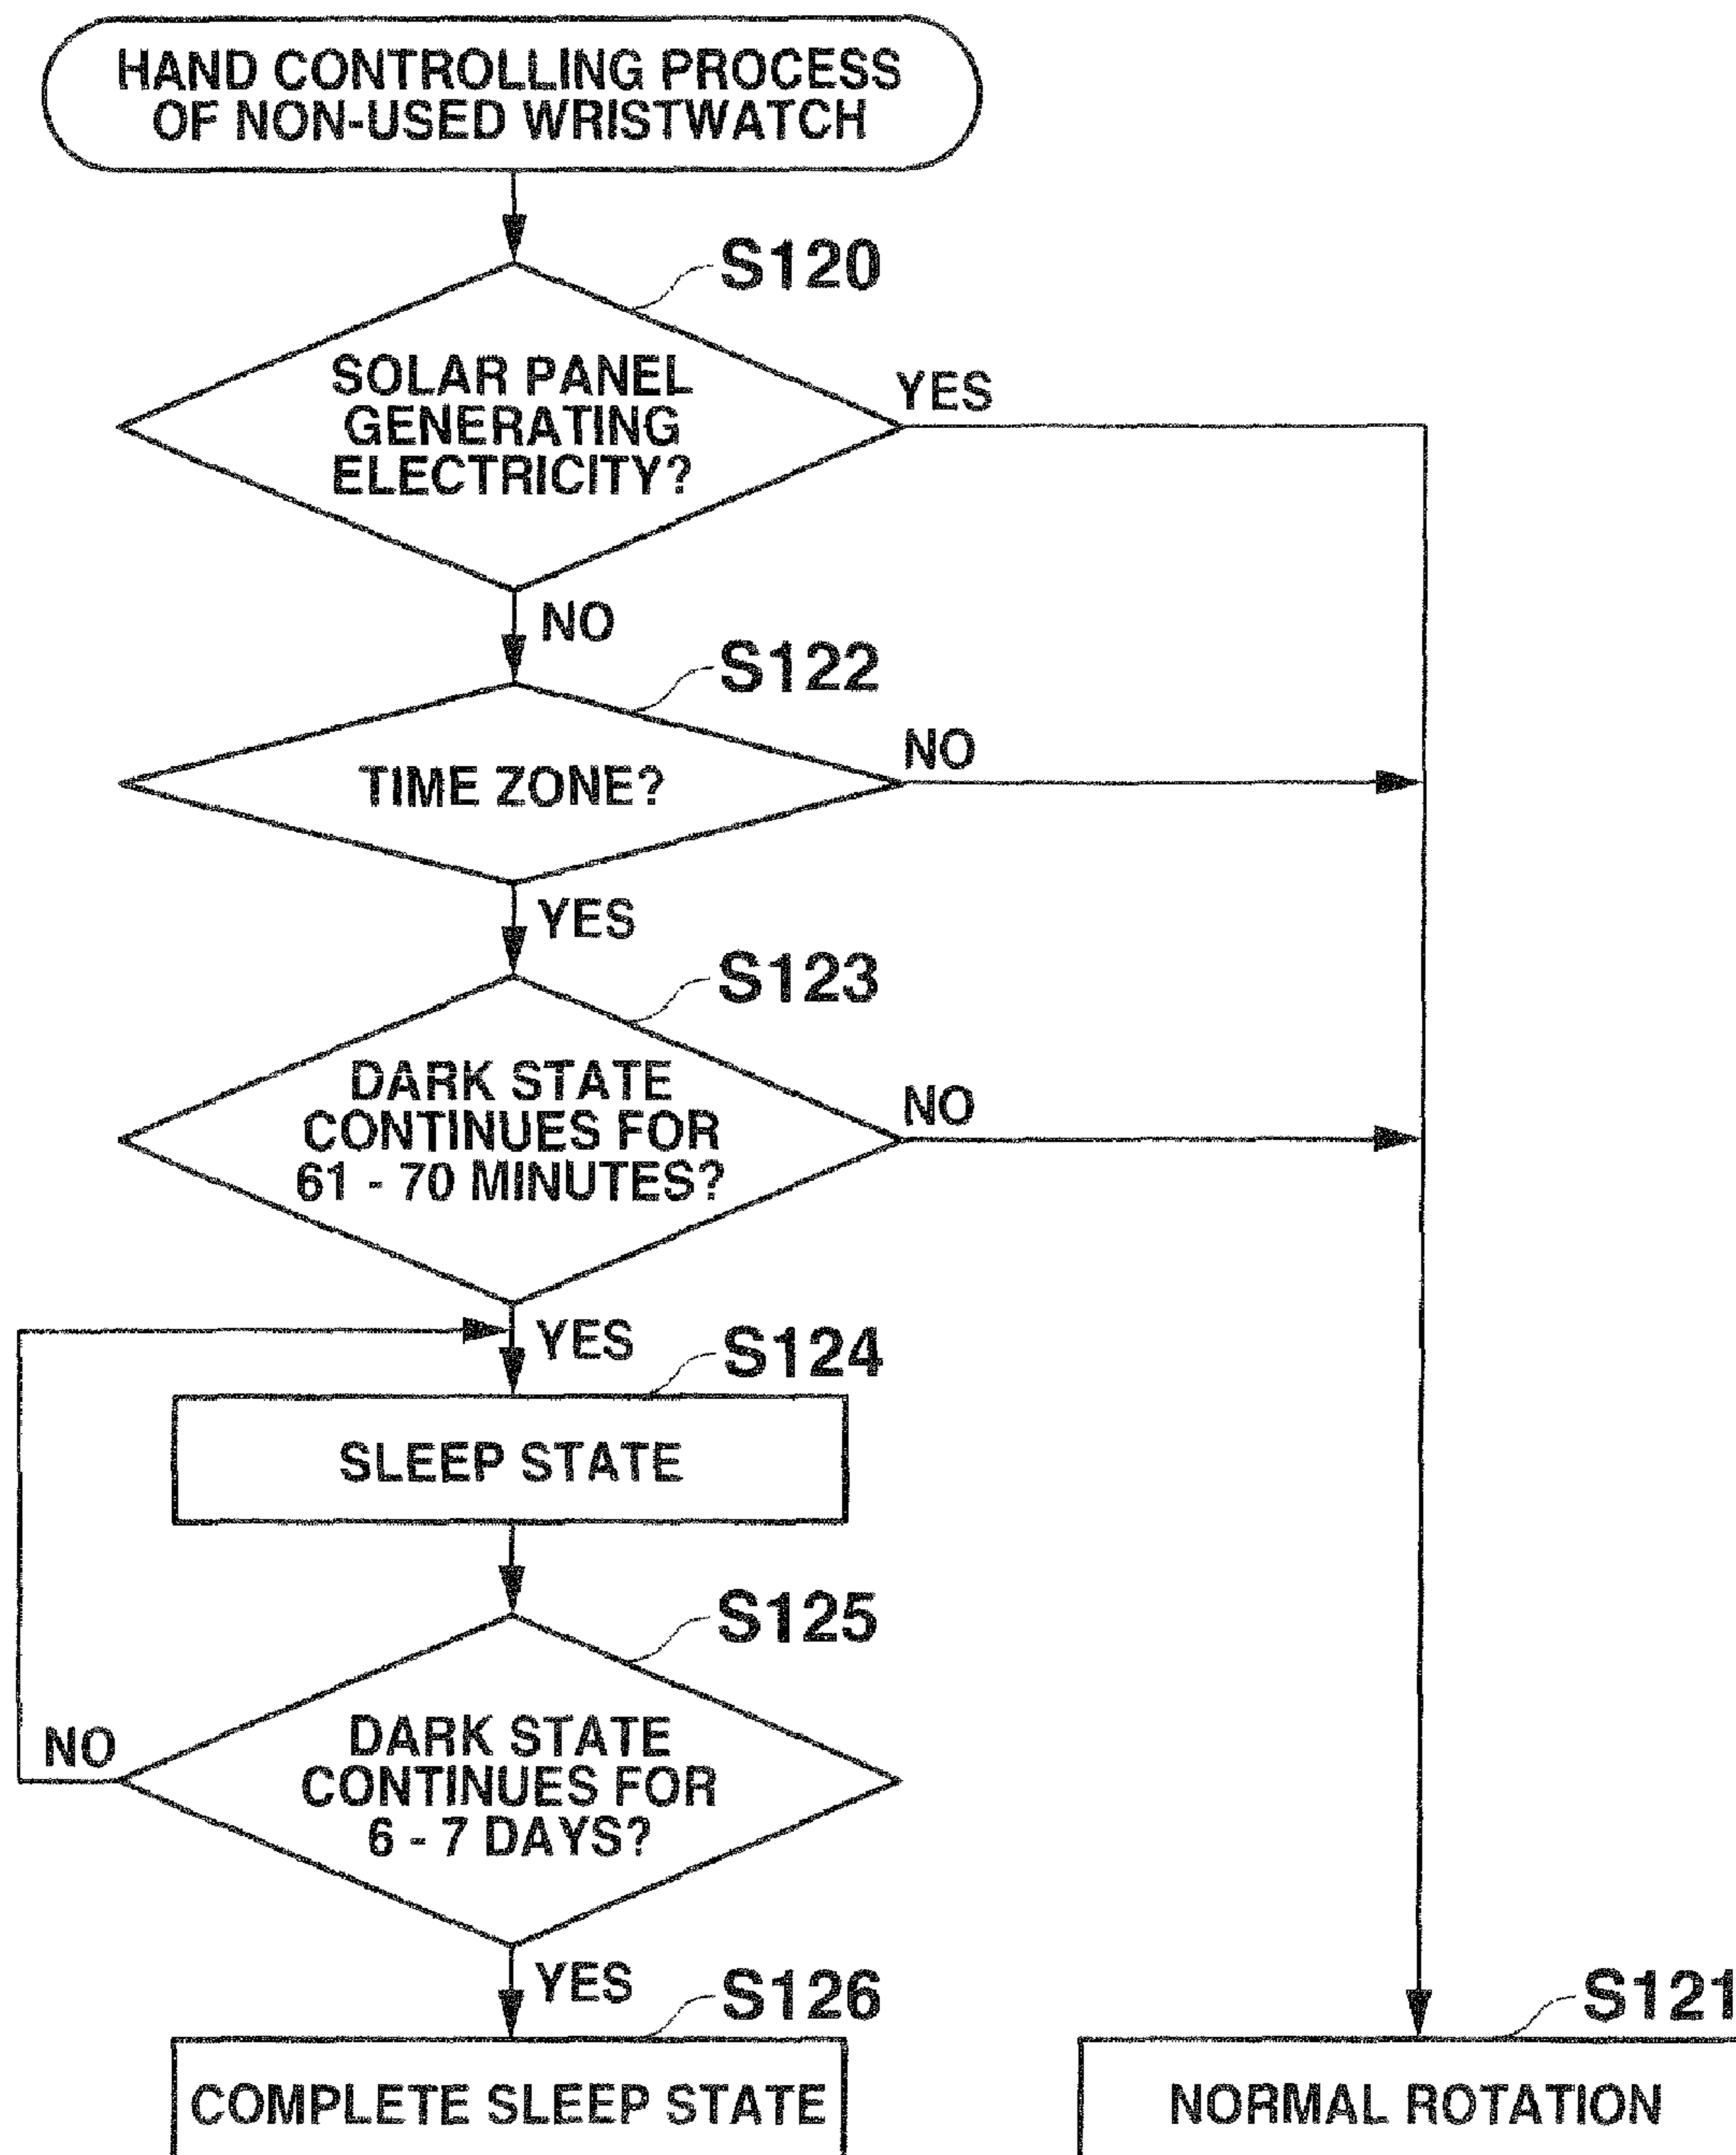 HAND CONTROLLING PROCESS
OF NON-USED WRISTWATCH
S120
SOLAR PANEL
GENERATING
ELECTRICITY?
YES
NO
S122
TIME ZONE?
NO
YES
S123
DARK STATE
CONTINUES FOR
61 - 70 MINUTES?
NO
YES
S124
SLEEP STATE
S125
DARK STATE
CONTINUES FOR
6 - 7 DAYS?
NO
YES
S126
COMPLETE SLEEP STATE
S121
NORMAL ROTATION